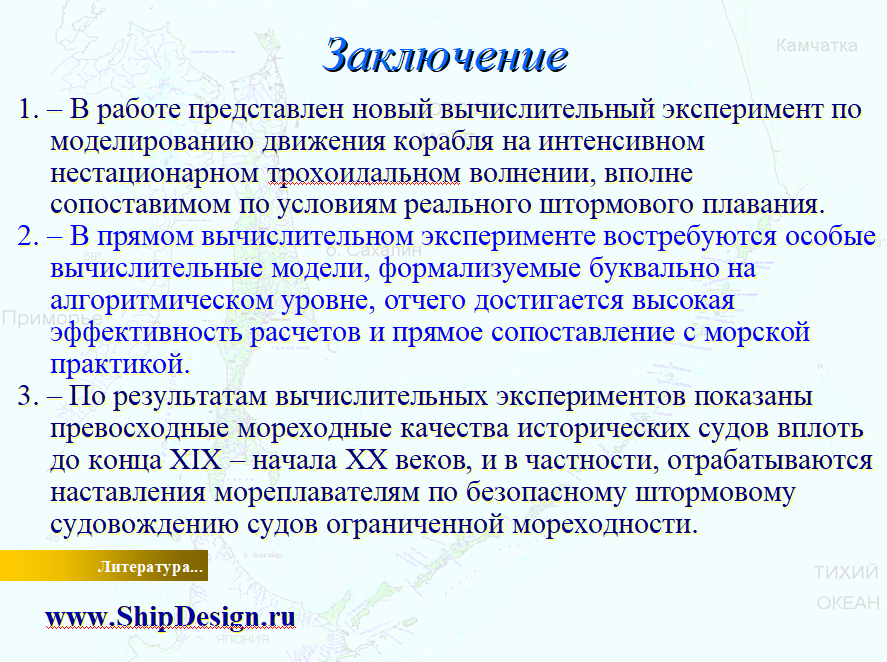 Заключение
Камчатка
1. – В работе представлен новый вычислительный эксперимент по
моделированию движения корабля на интенсивном
нестационарном трохоидальном волнении, вполне
сопоставимом по условиям реального штормового плавания.
2. – В прямом вычислительном эксперименте востребуются особые
о. Сахалин
вычислительные модели, формализуемые буквально на
алгоритмическом уровне, отчего достигается высокая
Приморье
эффективность расчетов и прямое сопоставление с морской
практикой.
3. – По результатам вычислительных экспериментов показаны
превосходные мореходные качества исторических судов вплоть
до конца XIX – начала XX веков, и в частности, отрабатываются
наставления мореплавателям по безопасному штормовому
судовождению судов ограниченной мореходности.
о. Хоккайдо
Литература...
ТИХИЙ
ОКЕАН
www.ShipDesign.ru
ЯПОНИЯ